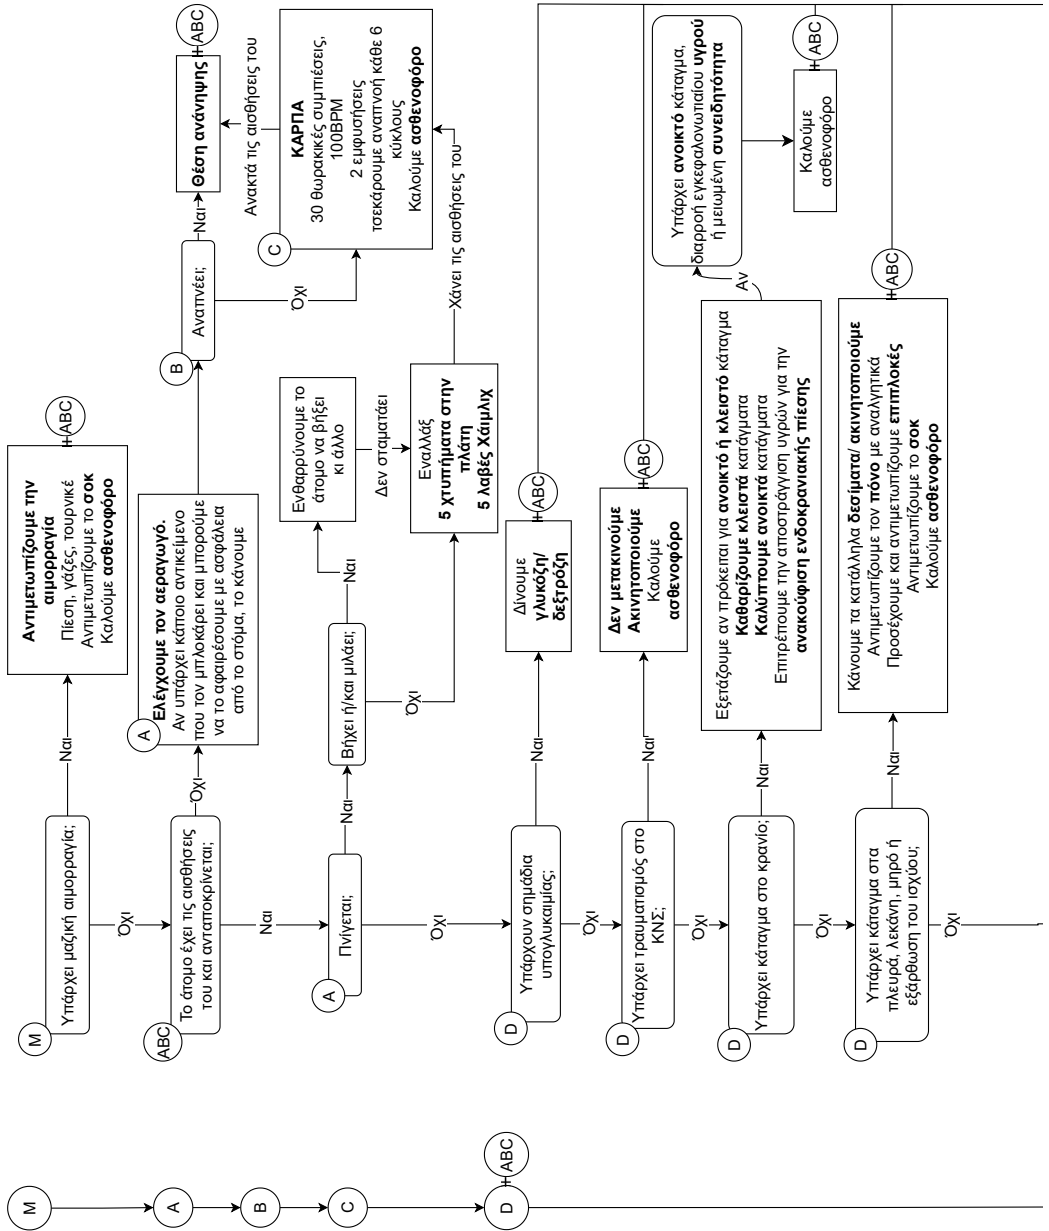 M
A
B
C
D
ABC
M
Υπάρχει μαζική αιμορραγία;
Ναι
Αντιμετωπίζουμε την
αιμορραγία
Πίεση, γάζες, τουρνικέ
Αντιμετωπίζουμε το σοκ
Καλούμε ασθενοφόρο
ABC
Όχι
ABC
Το άτομο έχει τις αισθήσεις
του και ανταποκρίνεται;
Όχι
A
Ελέγχουμε τον αεραγωγό.
Αν υπάρχει κάποιο αντικείμενο
που τον μπλοκάρει και μπορούμε
να το αφαιρέσουμε με ασφάλεια
από το στόμα, το κάνουμε
B
Αναπνέει;
Ναι
Θέση ανάνηψης
ABC
Όχι
Ανακτά τις αισθήσεις του
C
ΚΑΡΠΑ
30 θωρακικές συμπιέσεις,
100BPM
2 εμφυσήσεις
τσεκάρουμε αναπνοή κάθε 6
κύκλους
Καλούμε ασθενοφόρο
Ναι
A
Πνίγεται;
Ναι
Βήχει ή/και μιλάει;
Ναι
Ενθαρρύνουμε το
άτομο να βήξει
κι άλλο
Δεν σταματάει
Όχι
Εναλλάξ
5 χτυπήματα στην
πλάτη
5 λαβές Χάιμλιχ
Χάνει τις αισθήσεις του
Όχι
D
Υπάρχουν σημάδια
υπογλυκαιμίας;
Ναι
Δίνουμε
γλυκόζη/
δεξτρόζη
ABC
Όχι
D
Υπάρχει τραυματισμός στο
ΚΝΣ;
Ναι
Δεν μετακινούμε
Ακινητοποιούμε
Καλούμε
ασθενοφόρο
ABC
Όχι
D
Υπάρχει κάταγμα στο κρανίο;
Ναι
Εξετάζουμε αν πρόκειται για ανοικτό ή κλειστό κάταγμα
Καθαρίζουμε κλειστά κατάγματα
Καλύπτουμε ανοικτά κατάγματα
Επιτρέπουμε την αποστράγγιση υγρών για την
ανακούφιση ενδοκρανιακής πίεσης
Αν
Υπάρχει ανοικτό κάταγμα,
διαρροή εγκεφαλονωτιαίου υγρού
ή μειωμένη συνειδητότητα
Καλούμε
ασθενοφόρο
ABC
Όχι
D
Υπάρχει κάταγμα στα
πλευρά, λεκάνη, μηρό ή
εξάρθωση του ισχύου;
Ναι
Κάνουμε τα κατάλληλα δεσίματα/ ακινητοποιούμε
Αντιμετωπίζουμε τον πόνο με αναλγητικά
Προσέχουμε και αντιμετωπίζουμε επιπλοκές
Αντιμετωπίζουμε το σοκ
Καλούμε ασθενοφόρο
ABC
Όχι